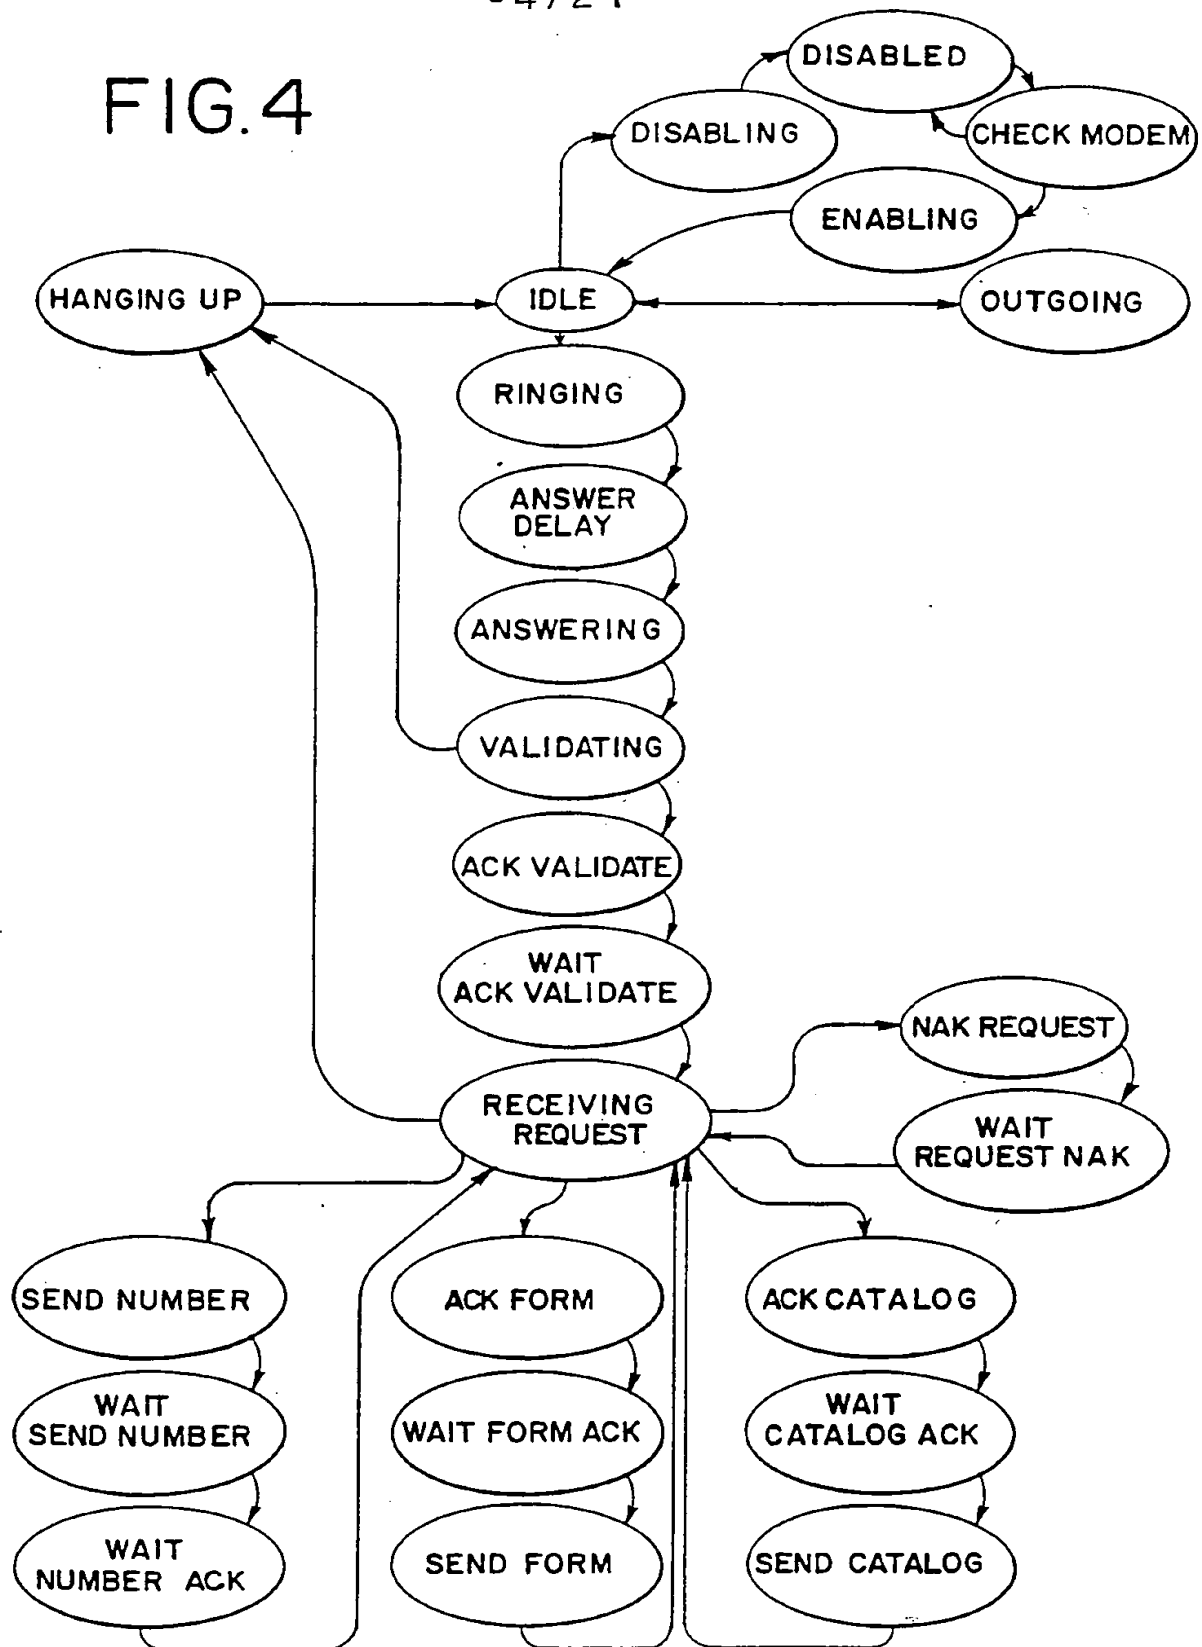 FIG. 4
DISABLED
DISABLING
CHECK MODEM
ENABLING
HANGING UP
IDLE
OUTGOING
RINGING
ANSWER
DELAY
ANSWERING
VALIDATING
ACK VALIDATE
WAIT
ACK VALIDATE
NAK REQUEST
RECEIVING
REQUEST
WAIT
REQUEST NAK
SEND NUMBER
ACK FORM
ACK CATALOG
WAIT
SEND NUMBER
WAIT FORM ACK
WAIT
CATALOG ACK
WAIT
NUMBER ACK
SEND FORM
SEND CATALOG